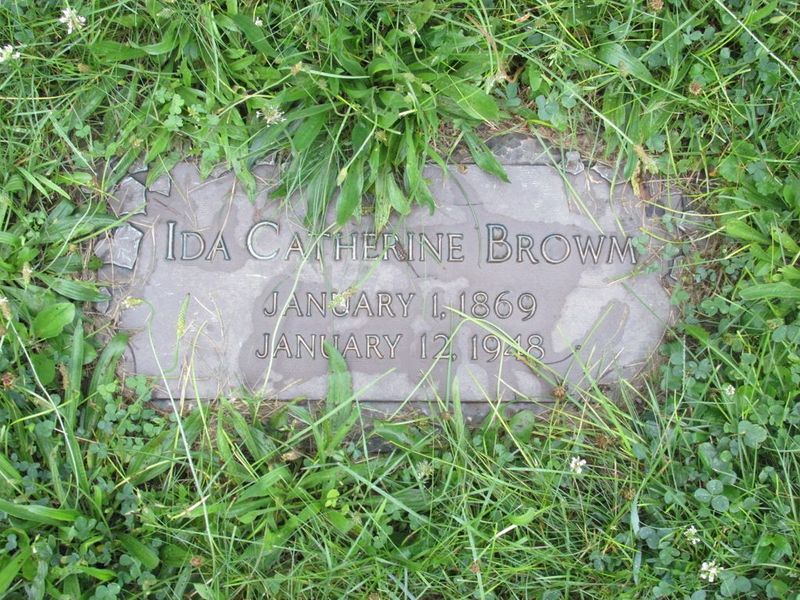 IDA CATHERINE BROWM
JANUARY 1, 1869
JANUARY 12, 1948